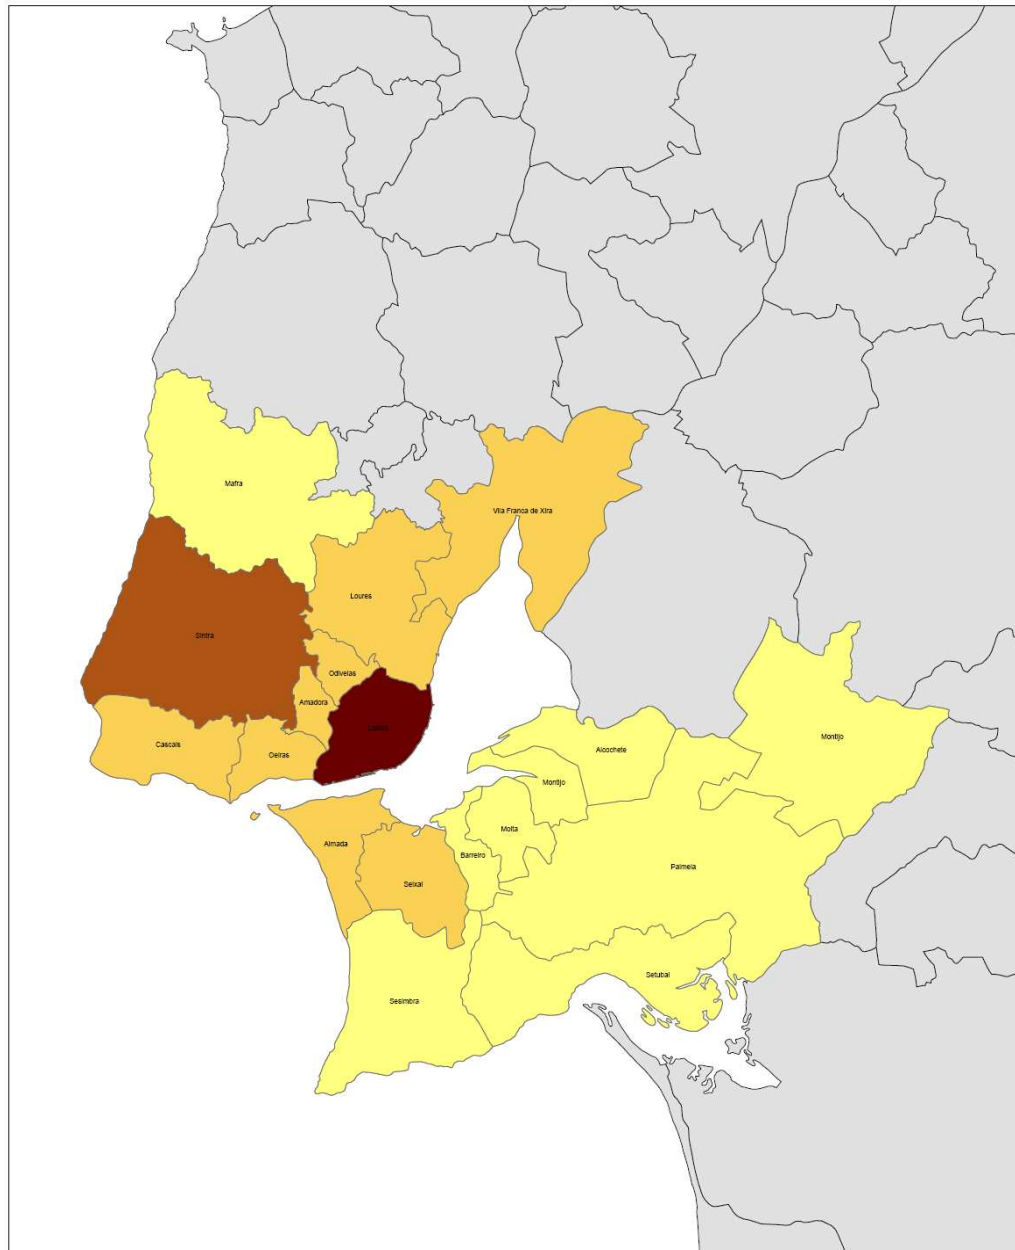 Mafra
Vila Franca de Xira
Loures
Sintra
Odivelas
Amadora
Lisboa
Montijo
Cascais
Oeiras
Alcochete
Montijo
Moita
Almada
Barreiro
Palmela
Seixal
Setubal
Sesimbra